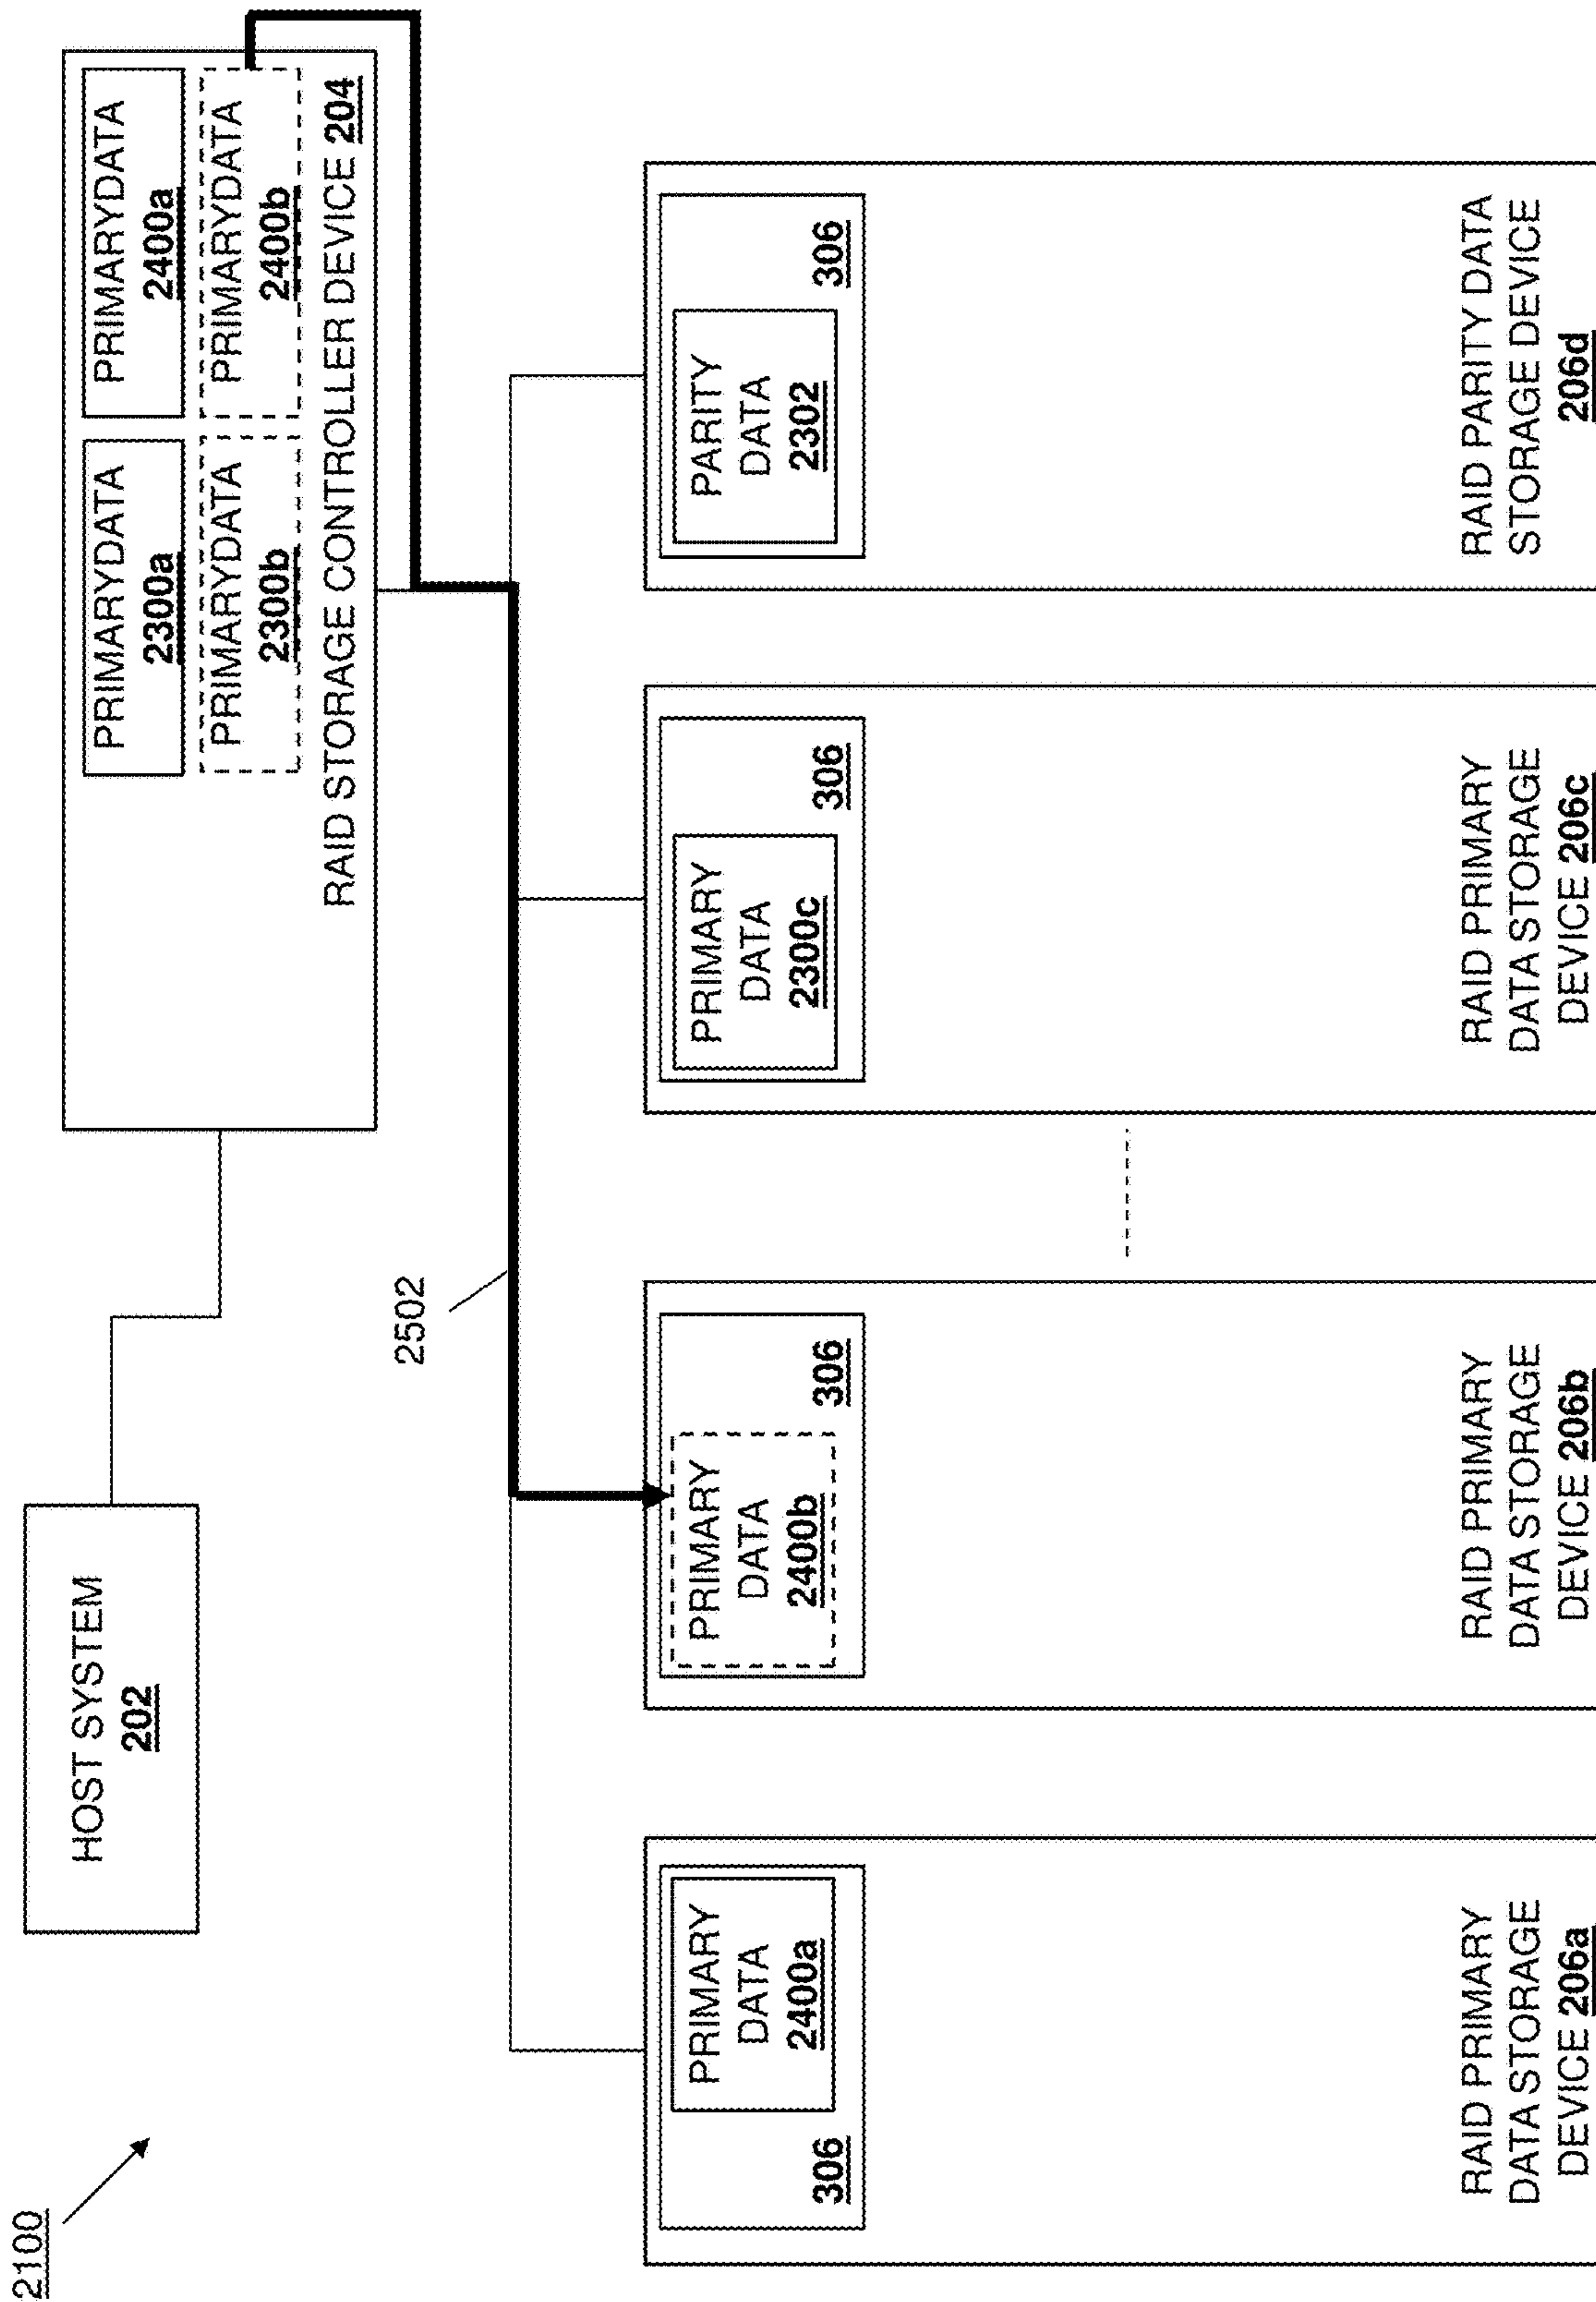 2100
HOST SYSTEM
202
PRIMARYDATA
2300a
PRIMARYDATA
2400a
PRIMARYDATA
2300b
PRIMARYDATA
2400b
RAID STORAGE CONTROLLER DEVICE 204
2502
306
PRIMARY
DATA
2400a
RAID PRIMARY
DATA STORAGE
DEVICE 206a
PRIMARY
DATA
2400b
306
RAID PRIMARY
DATA STORAGE
DEVICE 206b
PRIMARY
DATA
2300c
306
RAID PRIMARY
DATA STORAGE
DEVICE 206c
PARITY
DATA
2302
306
RAID PARITY DATA
STORAGE DEVICE
206d